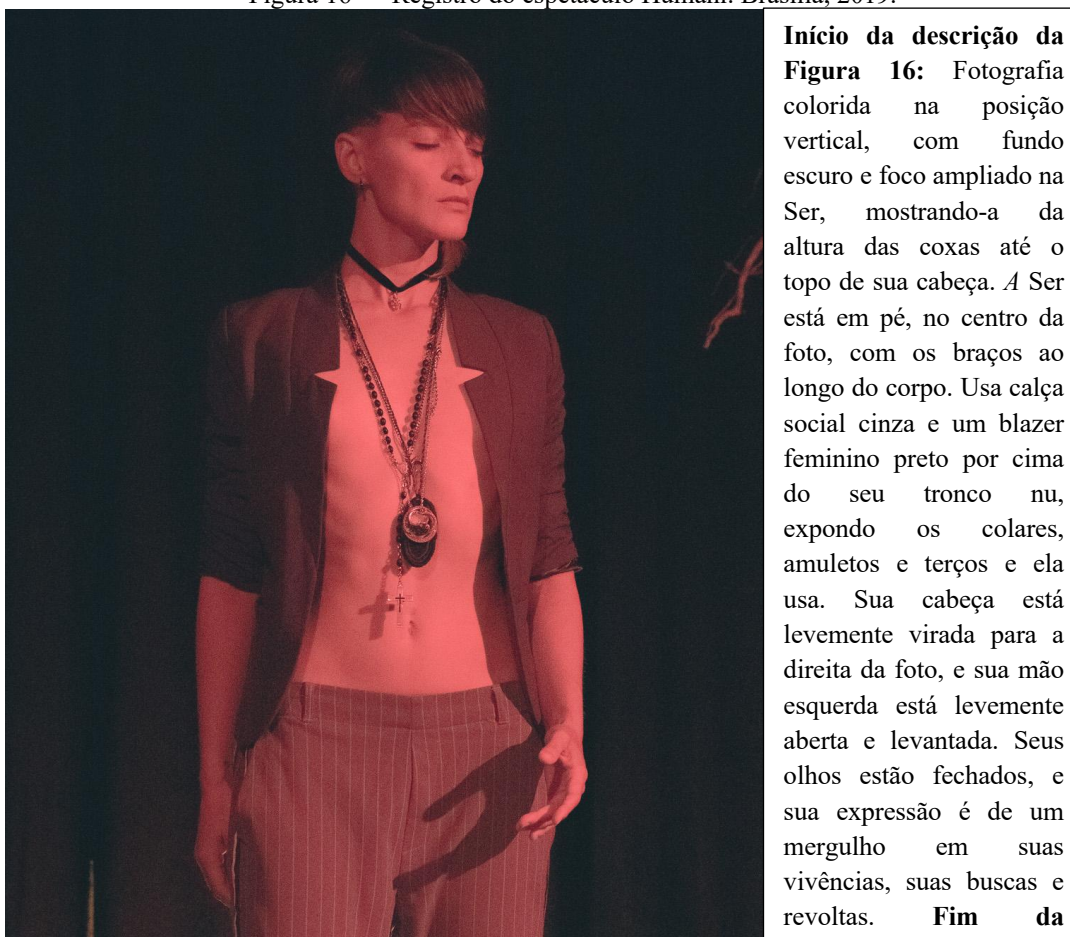 Figura 16 — Registro do espetáculo Humani. Brasília, 2019.
Início da descrição da
Figura 16: Fotografia
colorida na posição
vertical, com fundo
escuro e foco ampliado na
Ser, mostrando-a da
altura das coxas até o
topo de sua cabeça. A Ser
está em pé, no centro da
foto, com os braços ao
longo do corpo. Usa calça
social cinza e um blazer
feminino preto por cima
do seu tronco nu,
expondo os colares,
amuletos e terços e ela
usa. Sua cabeça está
levemente virada para a
direita da foto, e sua mão
esquerda está levemente
aberta e levantada. Seus
olhos estão fechados, e
sua expressão é de um
mergulho em suas
vivências, suas buscas e
revoltas. Fim da